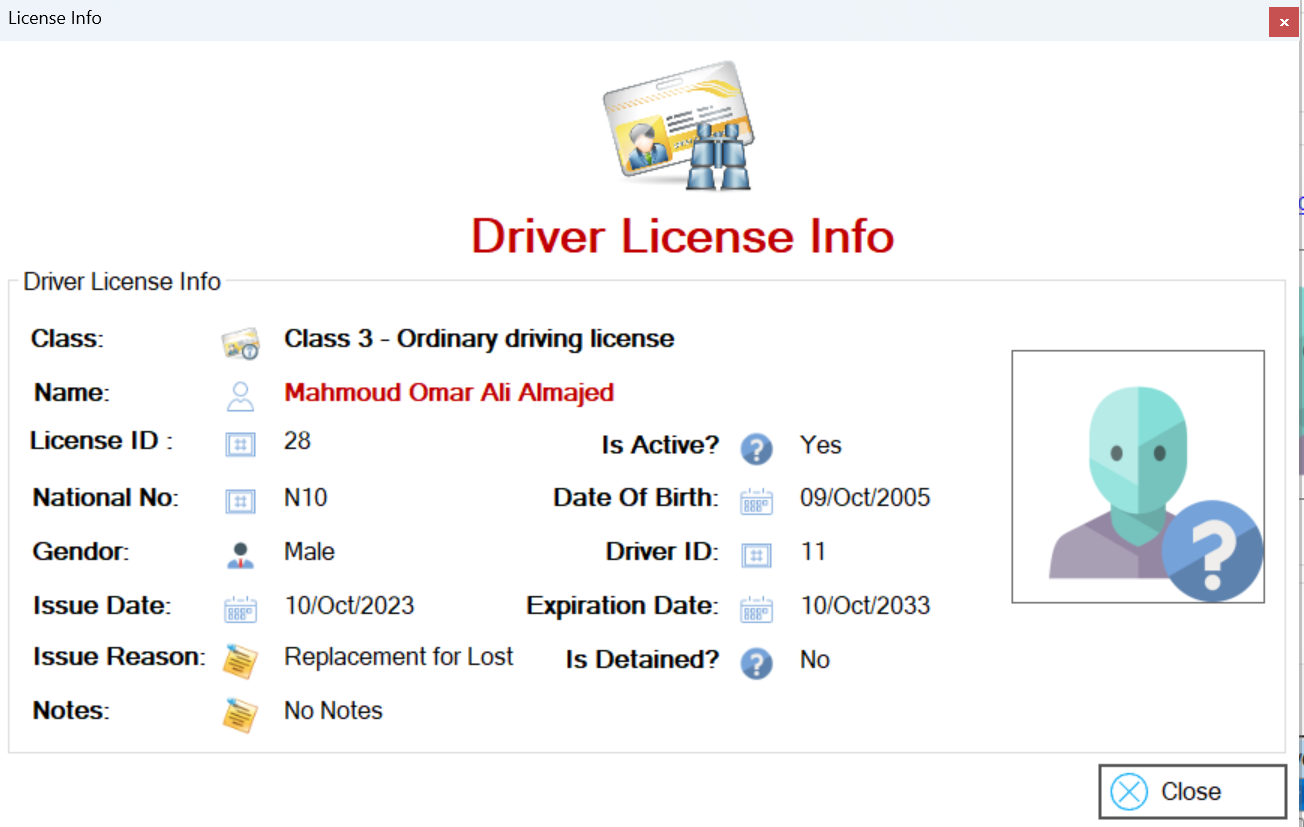 License Info
Driver License Info
Driver License Info
Class: Class 3 - Ordinary driving license
Name: Mahmoud Omar Ali Almajed
License ID : 28 Is Active? Yes
National No: N10 Date Of Birth: 09/Oct/2005
Gendor: Male Driver ID: 11
Issue Date: 10/Oct/2023 Expiration Date: 10/Oct/2033
Issue Reason: Replacement for Lost Is Detained? No
Notes: No Notes
Close